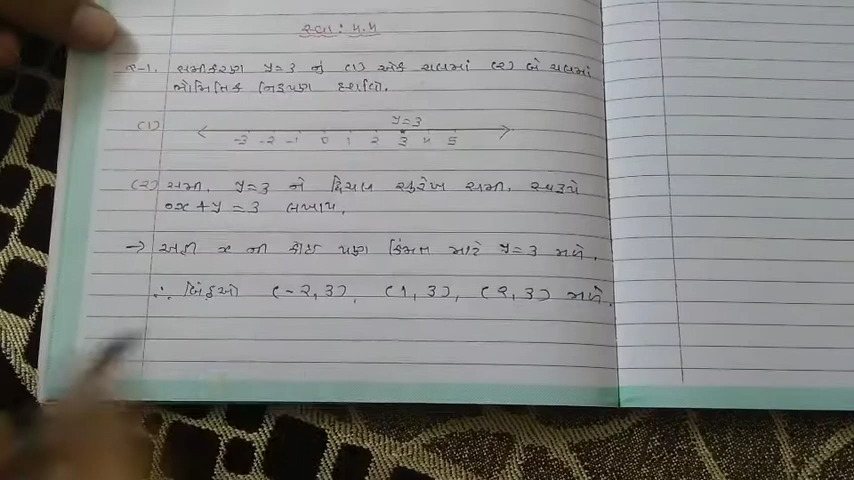 સ્વા : ૪.૪
૨-૧. સમીકરણ y=3 નું (1) એક ચલમાં (2) બે ચલમાં
ભૌમિતિક નિરૂપણ દર્શાવો.
y=3
(1) -3 -2 -1 0 1 2 3 4 5
(2) સમી. y=3 ને દ્વિચલ સુરેખ સમી. સ્વરૂપે
0x+y=3 લખાય.
→ અહીં x ની કોઇ પણ કિંમત માટે y=3 મળે.
∴ બિંદુઓ (-2,3), (1,3), (2,3) મળે.